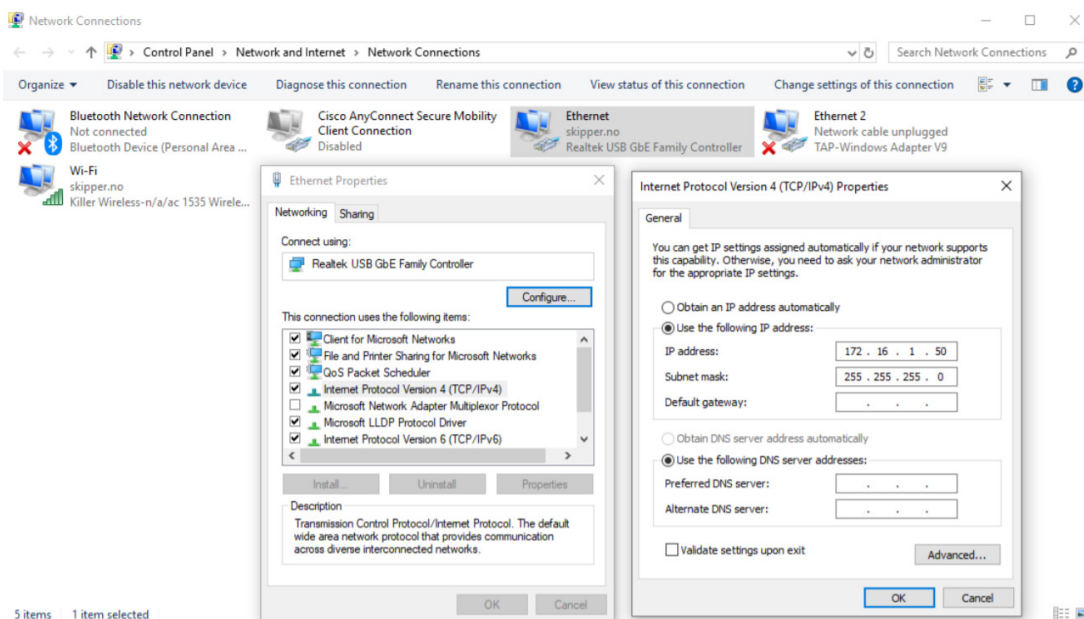 Network Connections
Control Panel > Network and Internet > Network Connections
Search Network Connections
Organize
Disable this network device
Diagnose this connection
Rename this connection
View status of this connection
Change settings of this connection
Bluetooth Network Connection
Not connected
Bluetooth Device (Personal Area ...
Cisco AnyConnect Secure Mobility
Client Connection
Disabled
Ethernet
skipper.no
Realtek USB GbE Family Controller
Ethernet 2
Network cable unplugged
TAP-Windows Adapter V9
Wi-Fi
skipper.no
Killer Wireless-n/a/ac 1535 Wirele...
Ethernet Properties
Networking
Sharing
Connect using:
Realtek USB GbE Family Controller
Configure...
This connection uses the following items:
Client for Microsoft Networks
File and Printer Sharing for Microsoft Networks
QoS Packet Scheduler
Internet Protocol Version 4 (TCP/IPv4)
Microsoft Network Adapter Multiplexor Protocol
Microsoft LLDP Protocol Driver
Internet Protocol Version 6 (TCP/IPv6)
Install...
Uninstall
Properties
Description
Transmission Control Protocol/Internet Protocol. The default
wide area network protocol that provides communication
across diverse interconnected networks.
OK
Cancel
Internet Protocol Version 4 (TCP/IPv4) Properties
General
You can get IP settings assigned automatically if your network supports
this capability. Otherwise, you need to ask your network administrator
for the appropriate IP settings.
Obtain an IP address automatically
Use the following IP address:
IP address:
172 . 16 . 1 . 50
Subnet mask:
255 . 255 . 255 . 0
Default gateway:
. . .
Obtain DNS server address automatically
Use the following DNS server addresses:
Preferred DNS server:
. . .
Alternate DNS server:
. . .
Validate settings upon exit
Advanced...
OK
Cancel
5 items
1 item selected